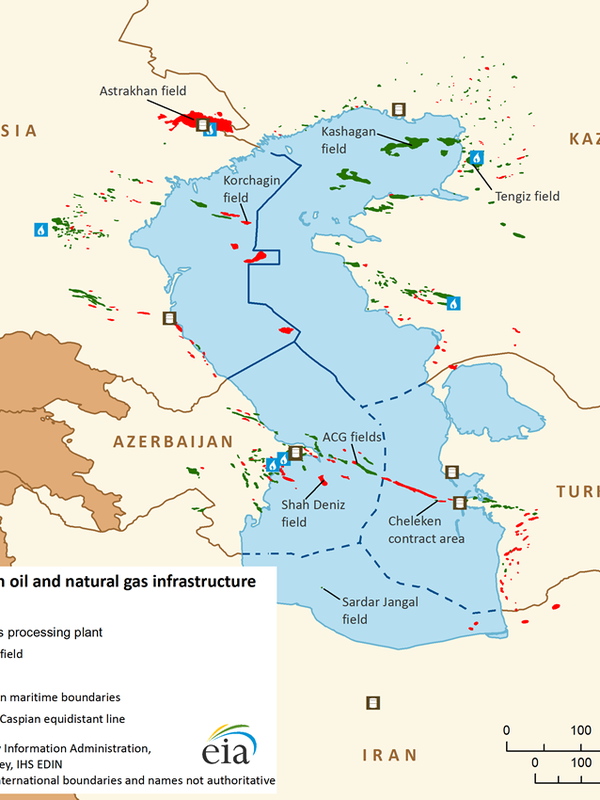 Astrakhan field
SIA
Kashagan
field
KAZ
Korchagin
field
Tengiz field
AZERBAIJAN
ACG fields
Shah Deniz
field
Cheleken
contract area
TURI
n oil and natural gas infrastructure
Sardar Jangal
field
s processing plant
field
n maritime boundaries
Caspian equidistant line
y Information Administration,
ey, IHS EDIN
nternational boundaries and names not authoritative
eia
IRAN
0 100
0 100